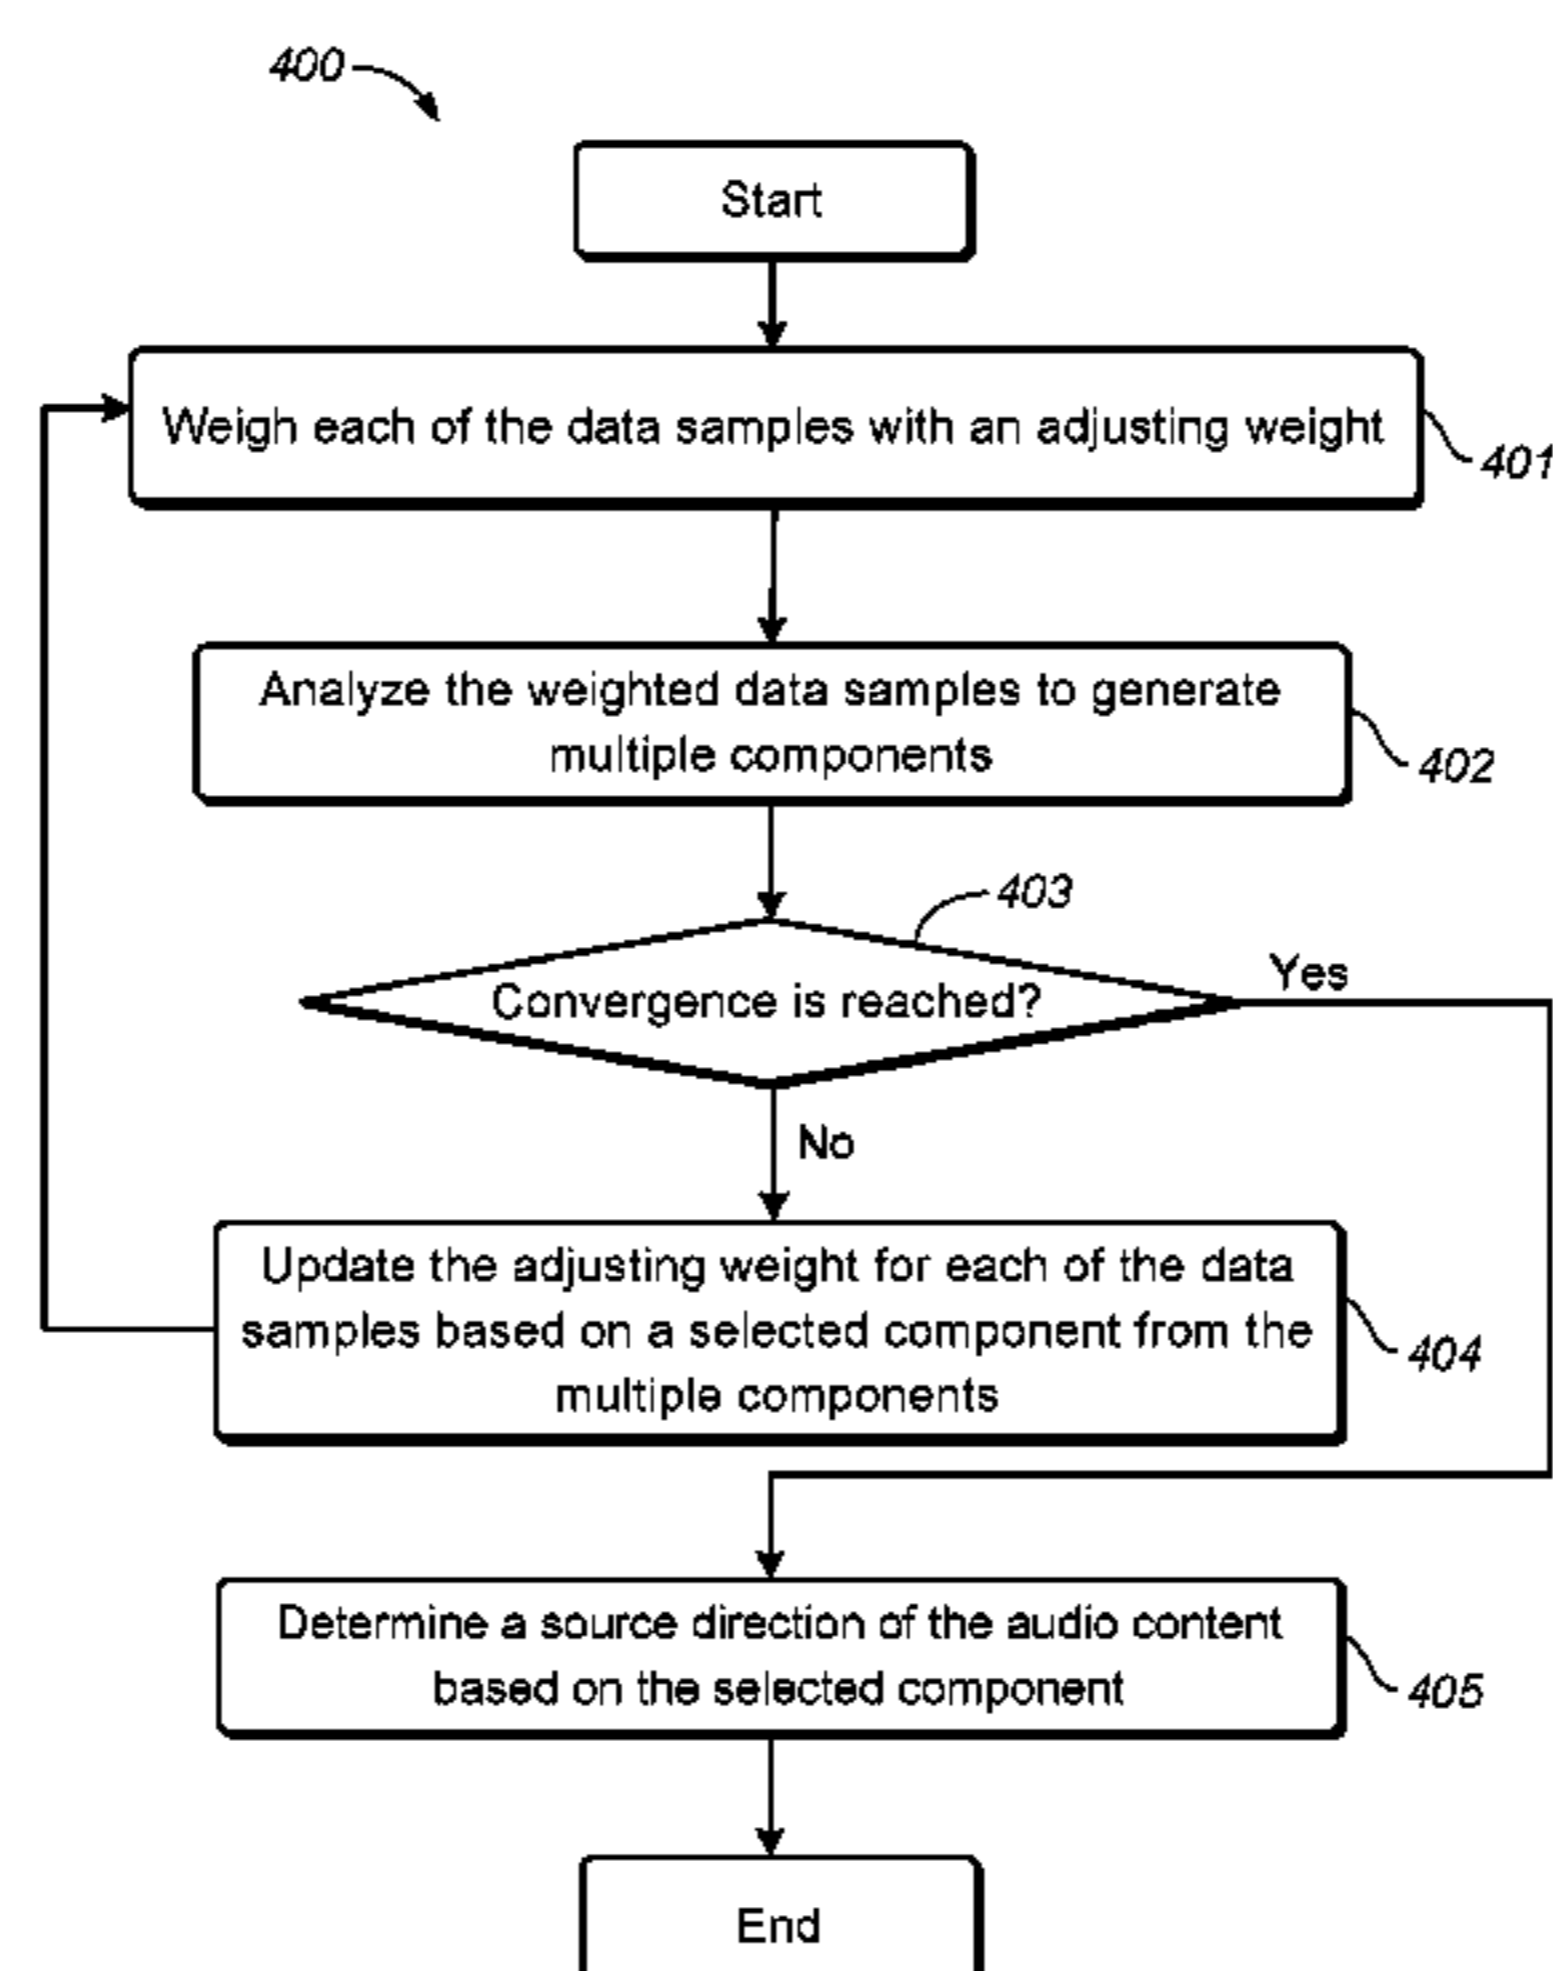 400
Start
Weigh each of the data samples with an adjusting weight
401
Analyze the weighted data samples to generate
multiple components
402
403
Convergence is reached?
Yes
No
Update the adjusting weight for each of the data
samples based on a selected component from the
multiple components
404
Determine a source direction of the audio content
based on the selected component
405
End